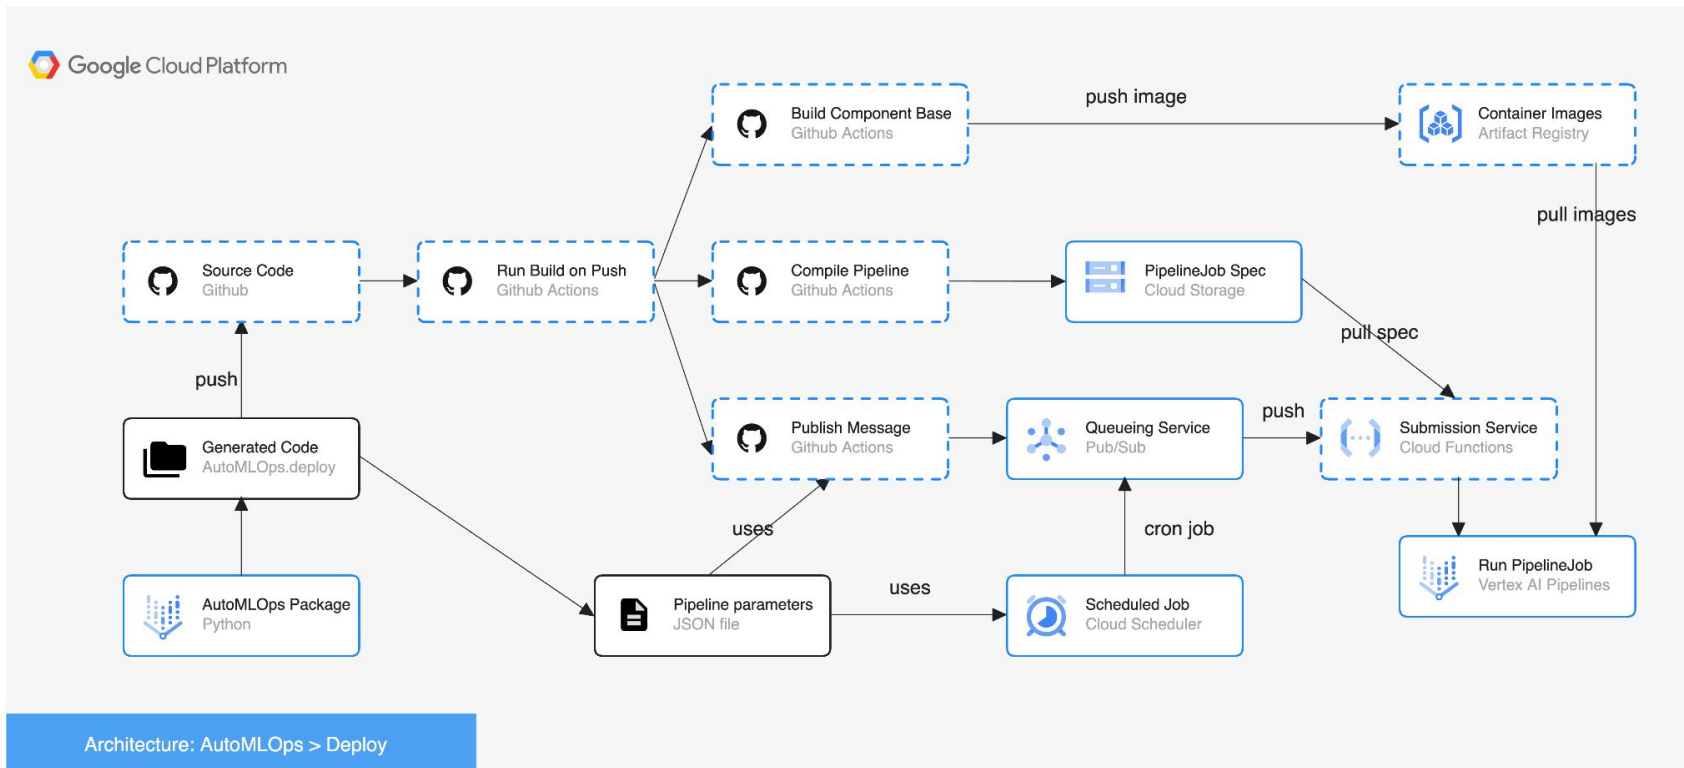 Google Cloud Platform
push image
Build Component Base
Github Actions
Container Images
Artifact Registry
pull images
Source Code
Github
Run Build on Push
Github Actions
Compile Pipeline
Github Actions
PipelineJob Spec
Cloud Storage
pull spec
push
Generated Code
AutoMLOps.deploy
Publish Message
Github Actions
Queueing Service
Pub/Sub
push
Submission Service
Cloud Functions
uses
cron job
AutoMLOps Package
Python
Pipeline parameters
JSON file
uses
Scheduled Job
Cloud Scheduler
Run PipelineJob
Vertex AI Pipelines
Architecture: AutoMLOps > Deploy